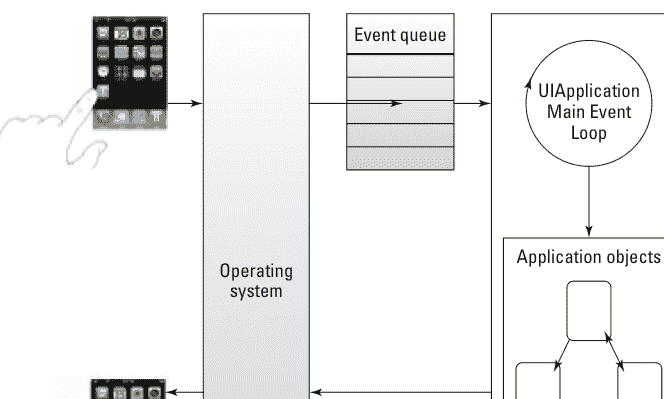 Event queue
UIApplication
Main Event
Loop
Operating
system
Application objects